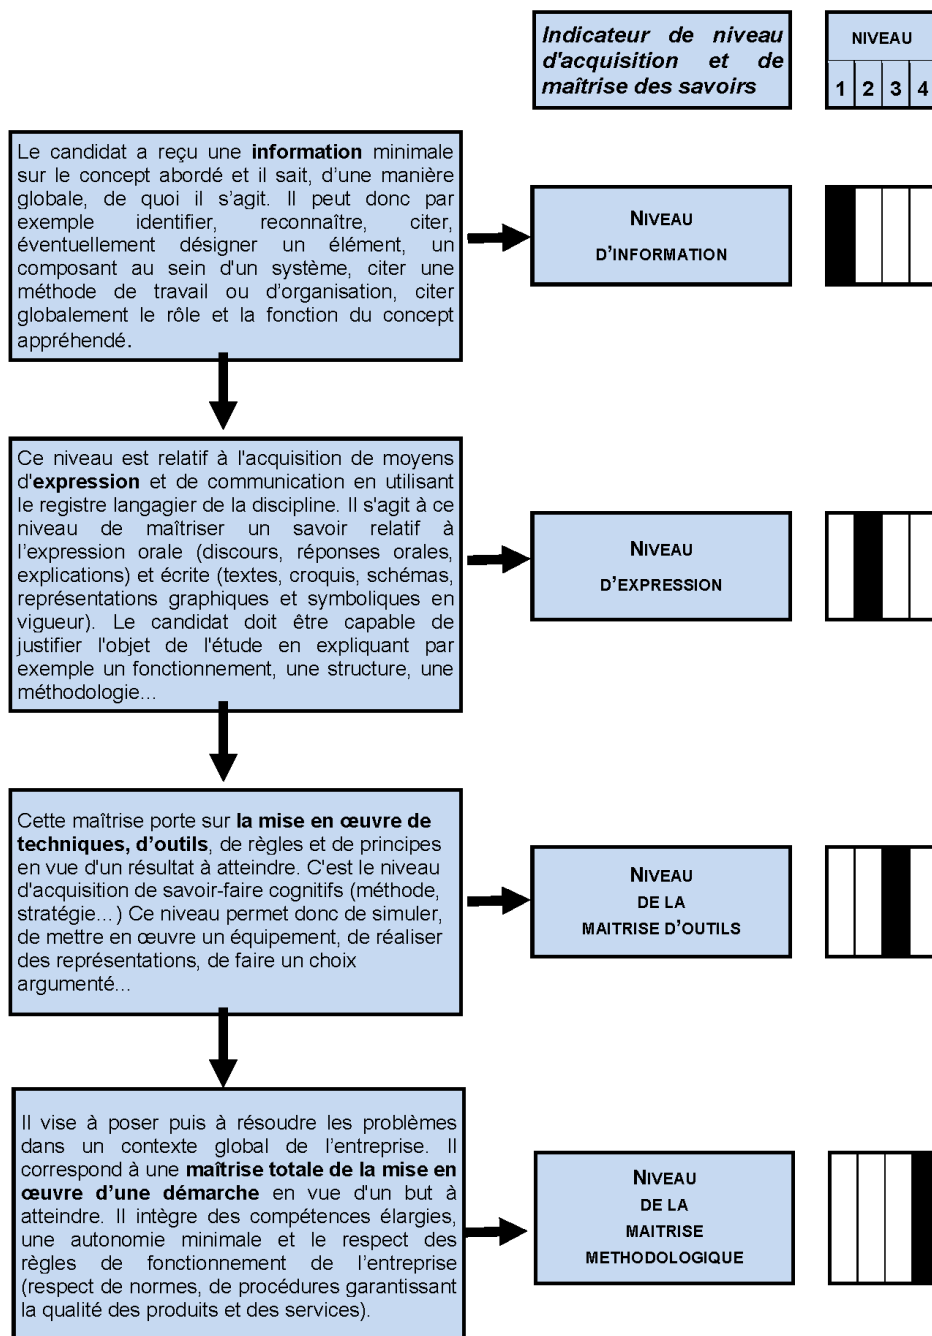 Indicateur de niveau
d'acquisition et de
maîtrise des savoirs
NIVEAU
1 2 3 4
Le candidat a reçu une information minimale
sur le concept abordé et il sait, d'une manière
globale, de quoi il s'agit. Il peut donc par
exemple identifier, reconnaître, citer,
éventuellement désigner un élément, un
composant au sein d'un système, citer une
méthode de travail ou d'organisation, citer
globalement le rôle et la fonction du concept
appréhendé.
NIVEAU
D'INFORMATION
Ce niveau est relatif à l'acquisition de moyens
d'expression et de communication en utilisant
le registre langagier de la discipline. Il s'agit à ce
niveau de maîtriser un savoir relatif à
l'expression orale (discours, réponses orales,
explications) et écrite (textes, croquis, schémas,
représentations graphiques et symboliques en
vigueur). Le candidat doit être capable de
justifier l'objet de l'étude en expliquant par
exemple un fonctionnement, une structure, une
méthodologie...
NIVEAU
D'EXPRESSION
Cette maîtrise porte sur la mise en œuvre de
techniques, d'outils, de règles et de principes
en vue d'un résultat à atteindre. C'est le niveau
d'acquisition de savoir-faire cognitifs (méthode,
stratégie...) Ce niveau permet donc de simuler,
de mettre en œuvre un équipement, de réaliser
des représentations, de faire un choix
argumenté...
NIVEAU
DE LA
MAITRISE D'OUTILS
Il vise à poser puis à résoudre les problèmes
dans un contexte global de l'entreprise. Il
correspond à une maîtrise totale de la mise en
œuvre d'une démarche en vue d'un but à
atteindre. Il intègre des compétences élargies,
une autonomie minimale et le respect des
règles de fonctionnement de l'entreprise
(respect de normes, de procédures garantissant
la qualité des produits et des services).
NIVEAU
DE LA
MAITRISE
METHODOLOGIQUE